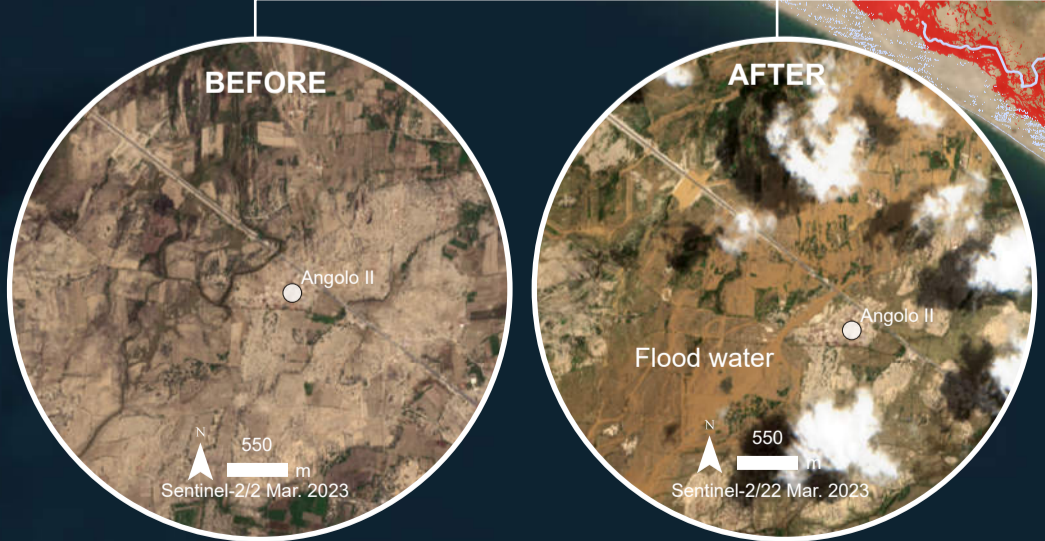 BEFORE
Angolo II
N
550
m
Sentinel-2/2 Mar. 2023
AFTER
Angolo II
Flood water
N
550
m
Sentinel-2/22 Mar. 2023